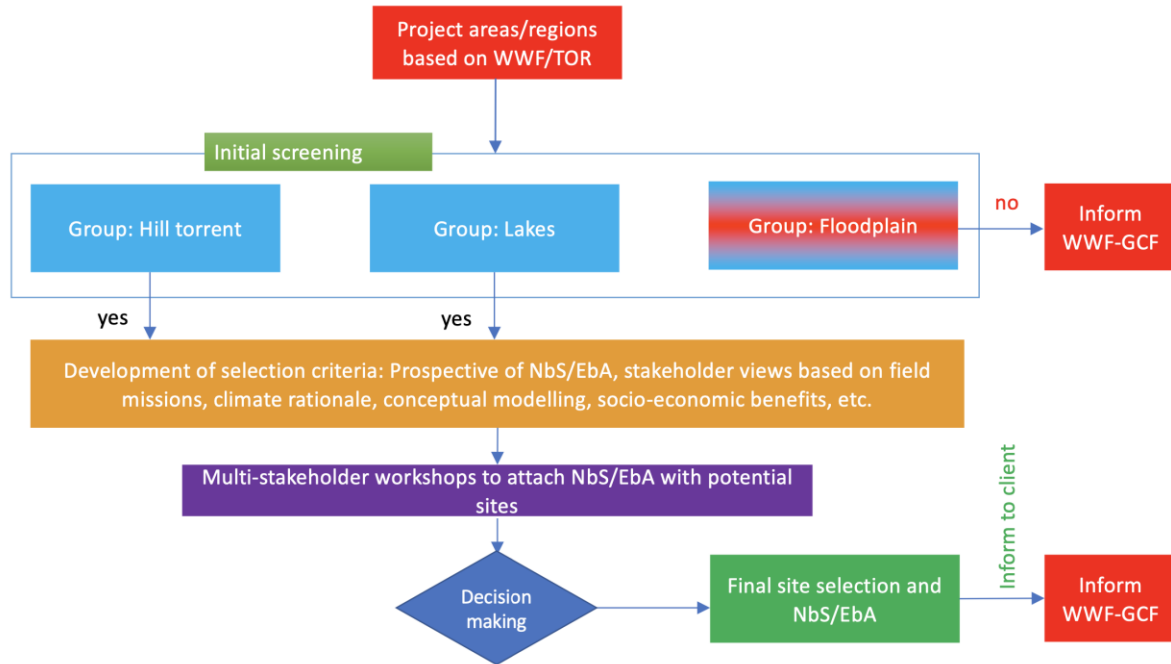 Project areas/regions
based on WWF/TOR
Initial screening
Group: Hill torrent
Group: Lakes
Group: Floodplain
no
Inform
WWF-GCF
yes
yes
Development of selection criteria: Prospective of NbS/EbA, stakeholder views based on field
missions, climate rationale, conceptual modelling, socio-economic benefits, etc.
Multi-stakeholder workshops to attach NbS/EbA with potential
sites
Decision
making
Final site selection and
NbS/EbA
Inform to client
Inform
WWF-GCF